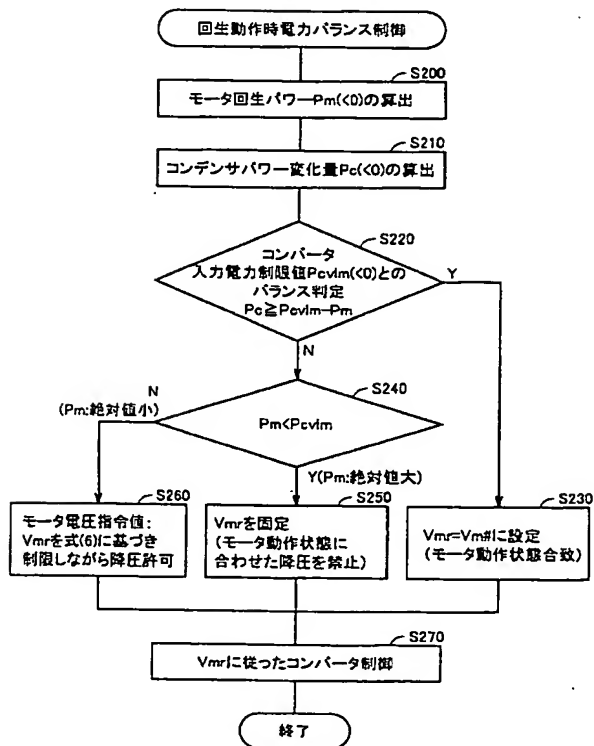 回生動作時電力バランス制御
S200
モータ回生パワーPm(<0)の算出
S210
コンデンサパワー変化量Pc(<0)の算出
S220
コンバータ
入力電力制限値Pcvlm(<0)との
バランス判定
Pc≧Pcvlm-Pm
Y
N
S240
N
(Pm:絶対値小)
Pm<Pcvlm
Y(Pm:絶対値大)
S260
モータ電圧指令値:
Vmrを式(6)に基づき
制限しながら降圧許可
S250
Vmrを固定
(モータ動作状態に
合わせた降圧を禁止)
S230
Vmr=Vm#に設定
(モータ動作状態合致)
S270
Vmrに従ったコンバータ制御
終了